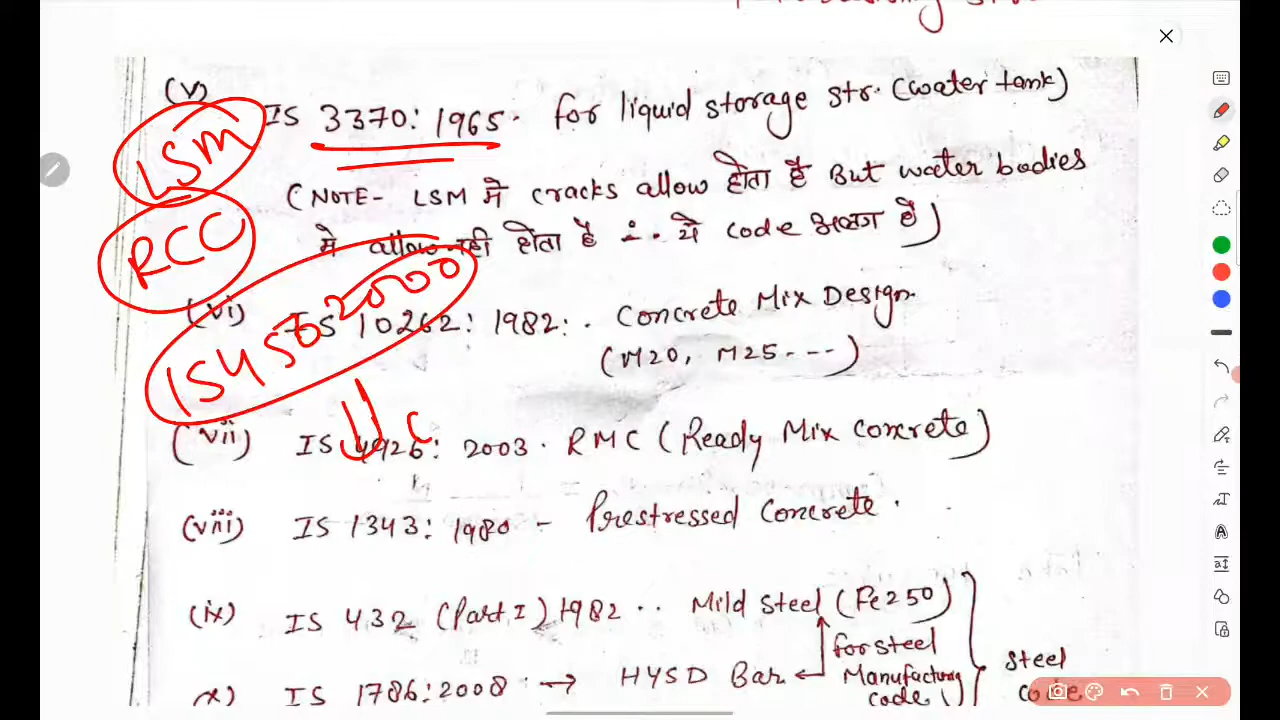 (v) IS 3370: 1965. for liquid storage str. (water tank)
LSM
(NOTE- LSM मे cracks allow होता है But water bodies
RCC
मे allow नही होता है ∴ ये code अलग है)
IS 456 2000
(vi) IS 10262: 1982: . Concrete Mix Design.
(M20, M25 ---)
(vii) IS 4926: 2003. RMC (Ready Mix concrete)
C
(viii) IS 1343: 1980 - Prestressed Concrete.
(ix) IS 432 (Part I) 1982 .. Mild Steel (Fe250)
for steel
Manufacturing
code
(x) IS 1786: 2008 → HYSD Bar
Steel
code